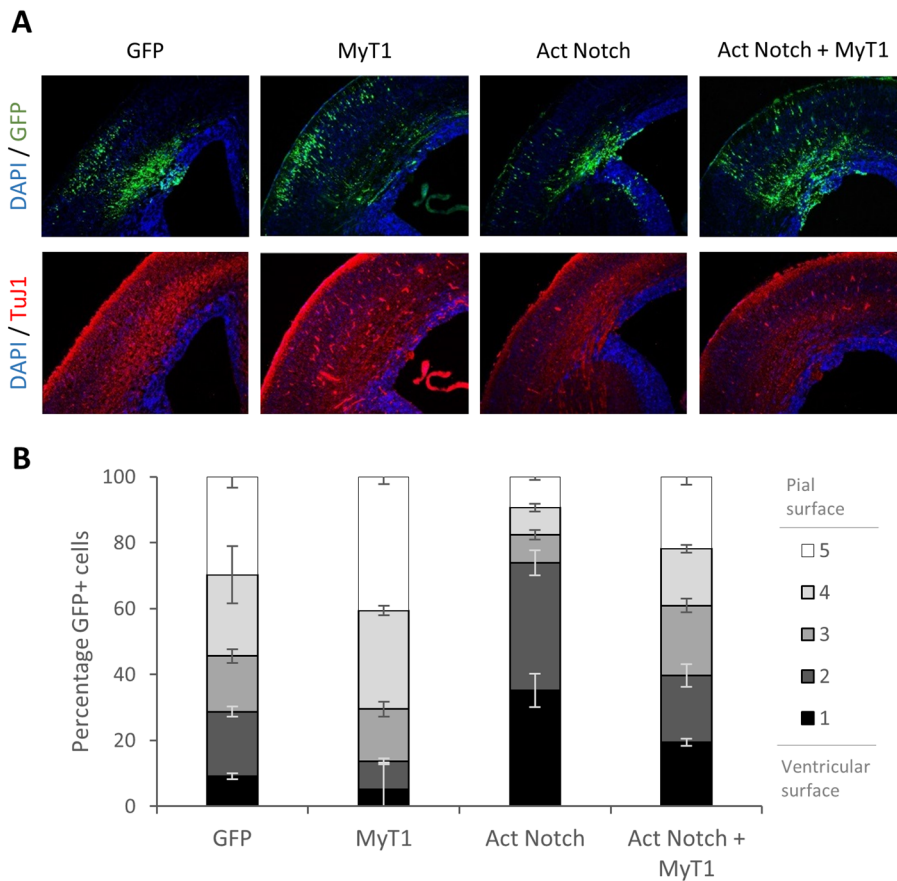 A
GFP
MyT1
Act Notch
Act Notch + MyT1
DAPI / GFP
DAPI / TuJ1
B
Percentage GFP+ cells
100
80
60
40
20
0
GFP
MyT1
Act Notch
Act Notch +
MyT1
Pial
surface
5
4
3
2
1
Ventricular
surface